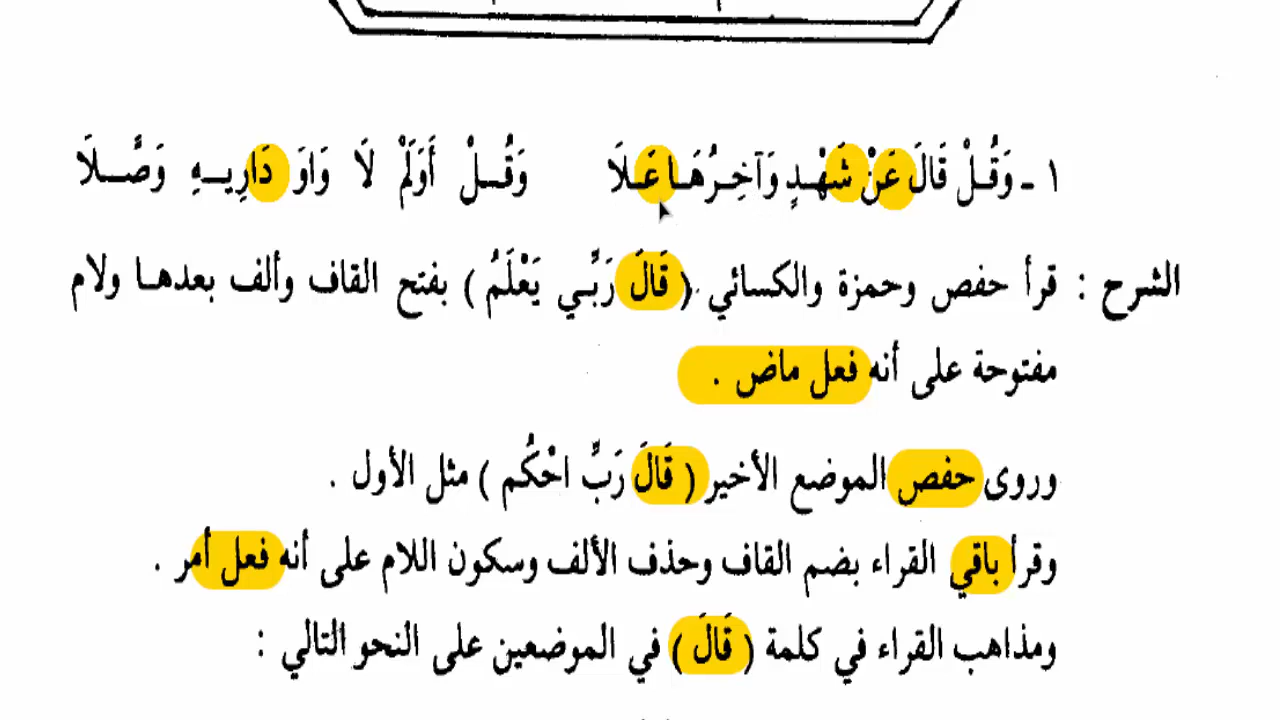 ١ ـ وَقُلْ قَالَ عَنْ شَهْدٍ وَآخِرُهَا عَلَا وَقُلْ أَوَلَمْ لَا وَاوَ دَارِيهِ وَصَّلَا
الشرح : قرأ حفص وحمزة والكسائي ( قَالَ رَبِّي يَعْلَمُ ) بفتح القاف وألف بعدها ولام
مفتوحة على أنه فعل ماض .
وروى حفص الموضع الأخير ( قَالَ رَبِّ احْكُم ) مثل الأول .
وقرأ باقي القراء بضم القاف وحذف الألف وسكون اللام على أنه فعل أمر .
ومذاهب القراء في كلمة ( قَالَ ) في الموضعين على النحو التالي :